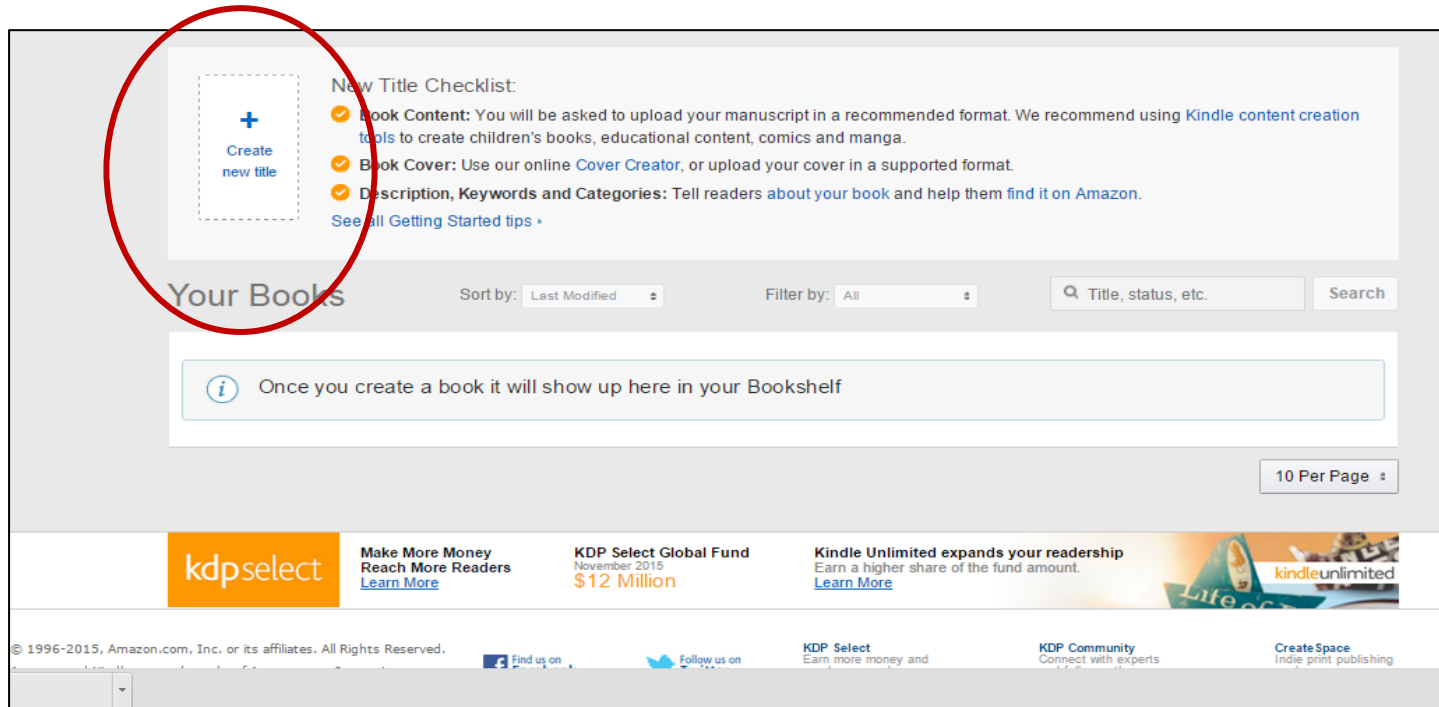 +
Create
new title
New Title Checklist:
Book Content: You will be asked to upload your manuscript in a recommended format. We recommend using Kindle content creation
tools to create children's books, educational content, comics and manga.
Book Cover: Use our online Cover Creator, or upload your cover in a supported format.
Description, Keywords and Categories: Tell readers about your book and help them find it on Amazon.
See all Getting Started tips
Your Books
Sort by: Last Modified
Filter by: All
Title, status, etc.
Search
i Once you create a book it will show up here in your Bookshelf
10 Per Page
kdpselect
Make More Money
Reach More Readers
Learn More
KDP Select Global Fund
November 2015
$12 Million
Kindle Unlimited expands your readership
Earn a higher share of the fund amount.
Learn More
Life of
kindleunlimited
© 1996-2015, Amazon.com, Inc. or its affiliates. All Rights Reserved.
Find us on
Follow us on
KDP Select
Earn more money and
KDP Community
Connect with experts
CreateSpace
Indie print publishing